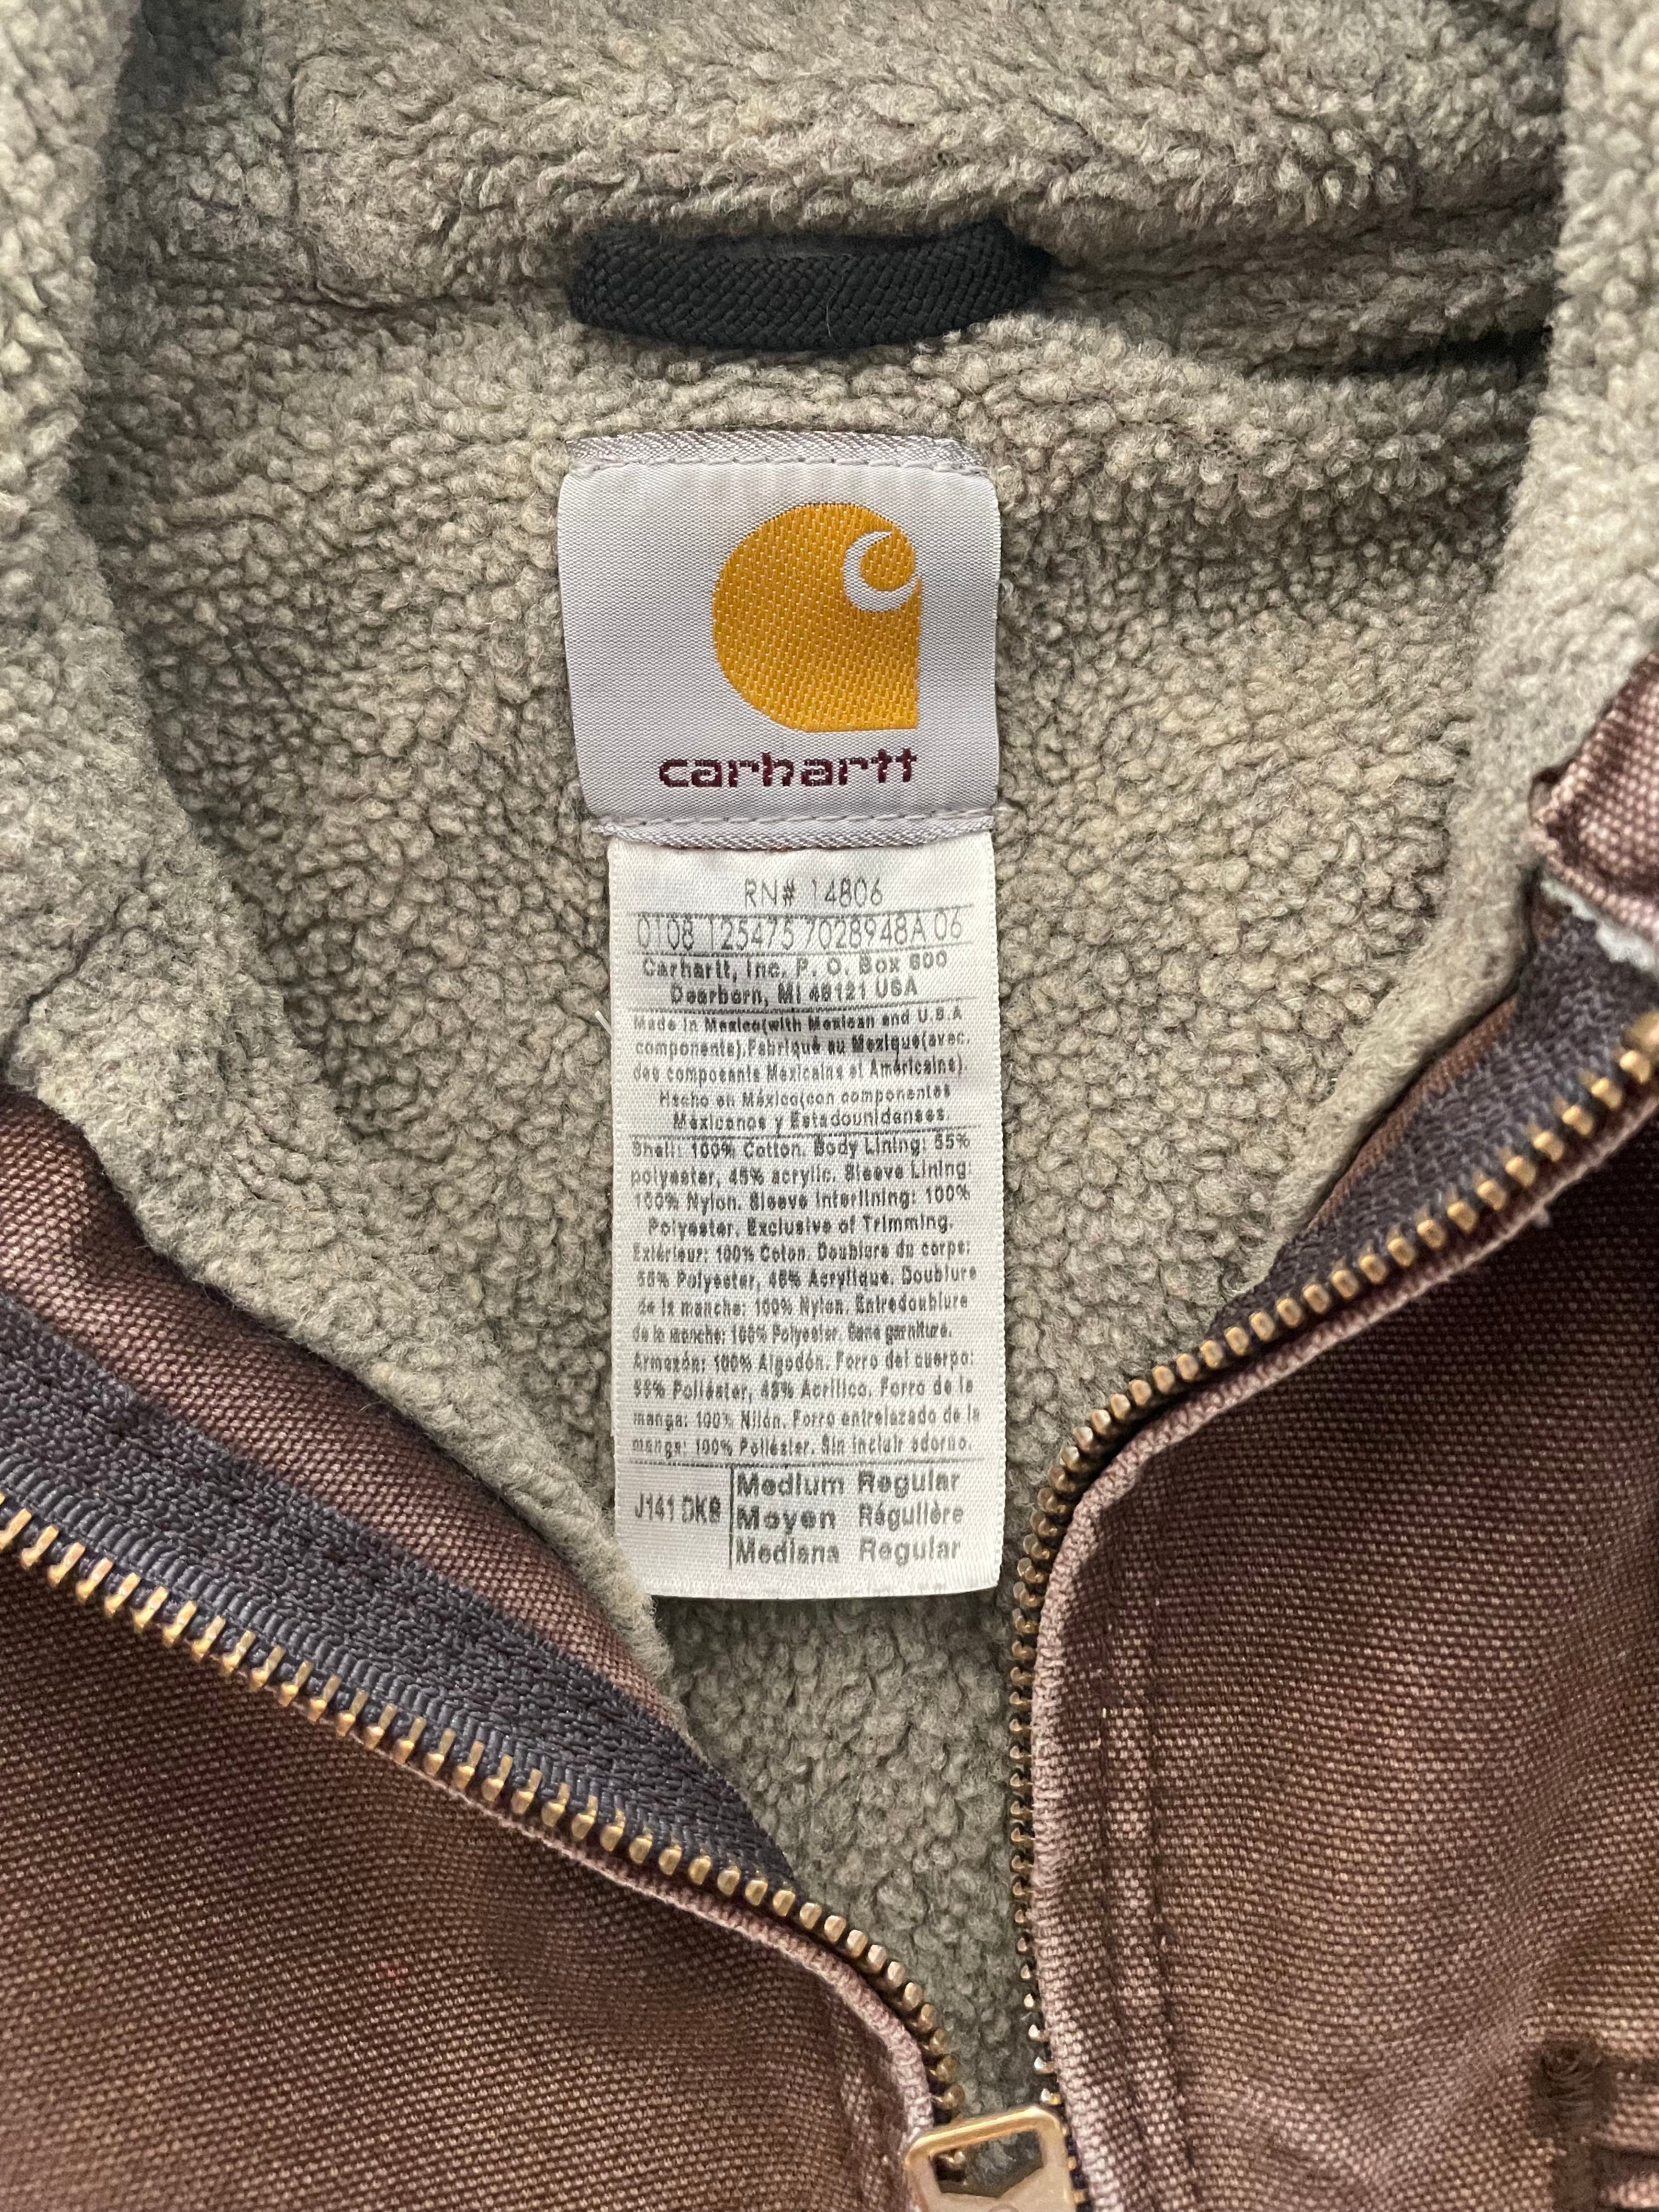 carhartt
RN# 14806
0108 125475 7028948A 06
Carhartt, Inc. P. O. Box 600
Dearborn, MI 48121 USA
Made in Mexico(with Mexican and U.S.A
components).Fabriqué au Mexique(avec.
des composants Mexicains et Américains).
Hecho en México(con componentes
Mexicanos y Estadounidenses.
Shell: 100% Cotton. Body Lining: 55%
polyester, 45% acrylic. Sleeve Lining:
100% Nylon. Sleeve Interlining: 100%
Polyester. Exclusive of Trimming.
Extérieur: 100% Coton. Doublure du corps:
55% Polyester, 45% Acrylique. Doublure
de la manche: 100% Nylon. Entredoublure
de la manche: 100% Polyester. Sans garniture.
Armazón: 100% Algodón. Forro del cuerpo:
55% Poliéster, 45% Acrílico. Forro de la
manga: 100% Nilón. Forro entrelazado de la
manga: 100% Poliéster. Sin incluir adorno.
J141 DKB
Medium Regular
Moyen Régulière
Mediana Regular